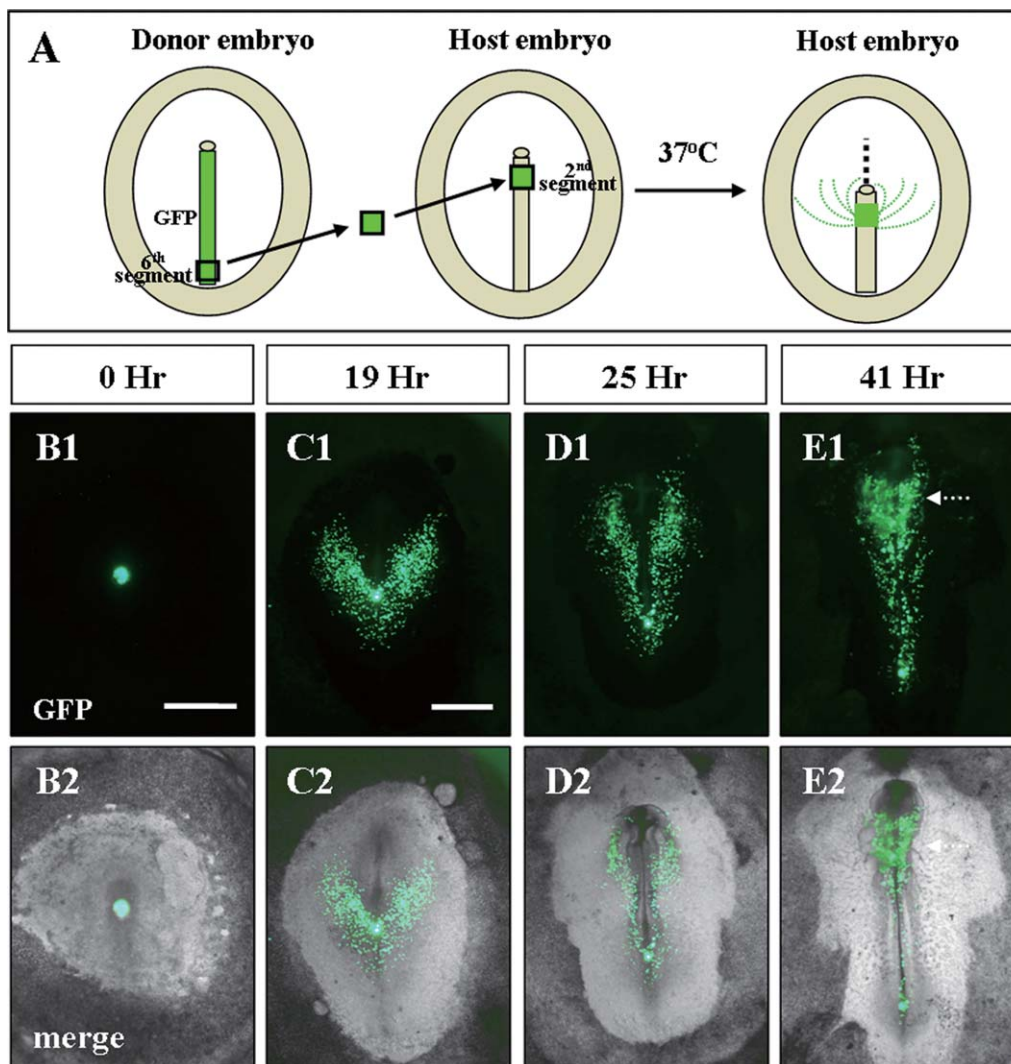 A
Donor embryo
Host embryo
Host embryo
GFP
6th
segment
2nd
segment
37oC
0 Hr
19 Hr
25 Hr
41 Hr
B1
C1
D1
E1
GFP
B2
C2
D2
E2
merge